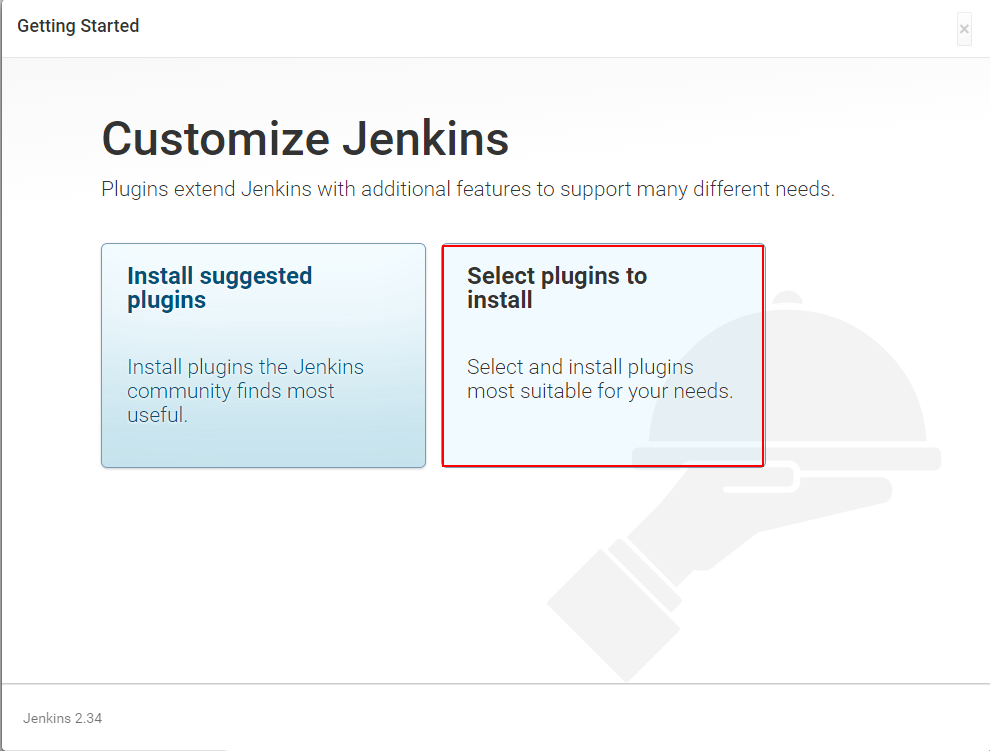 Getting Started
×
Customize Jenkins
Plugins extend Jenkins with additional features to support many different needs.
Install suggested
plugins
Install plugins the Jenkins
community finds most
useful.
Select plugins to
install
Select and install plugins
most suitable for your needs.
Jenkins 2.34